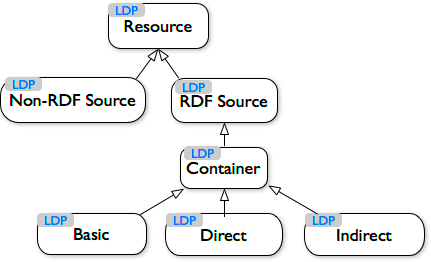 LDP
Resource
LDP
Non-RDF Source
LDP
RDF Source
LDP
Container
LDP
Basic
LDP
Direct
LDP
Indirect